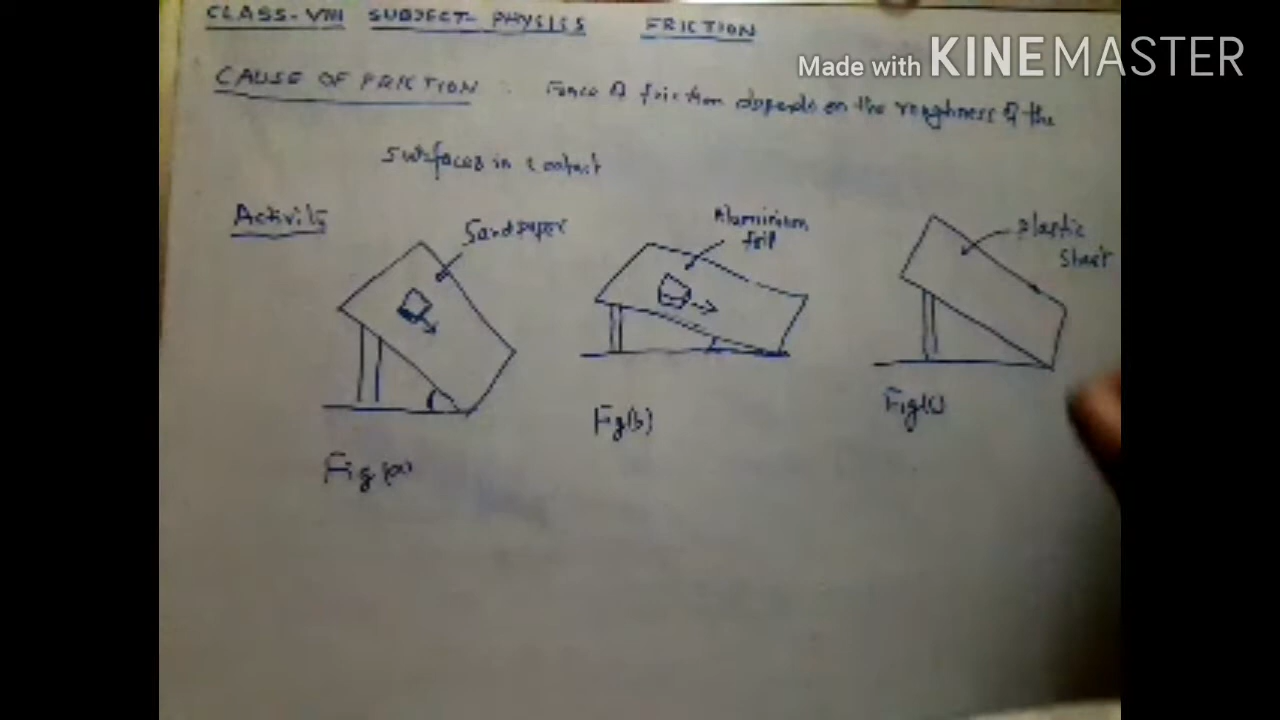 CLASS-VIII SUBJECT- PHYSICS FRICTION
Made with KINEMASTER
CAUSE OF FRICTION : Force of friction depends on the roughness of the
Surfaces in contact
Activity
Sandpaper
Aluminium
foil
Plastic
Sheet
Fig(a)
Fg(b)
Fig(c)